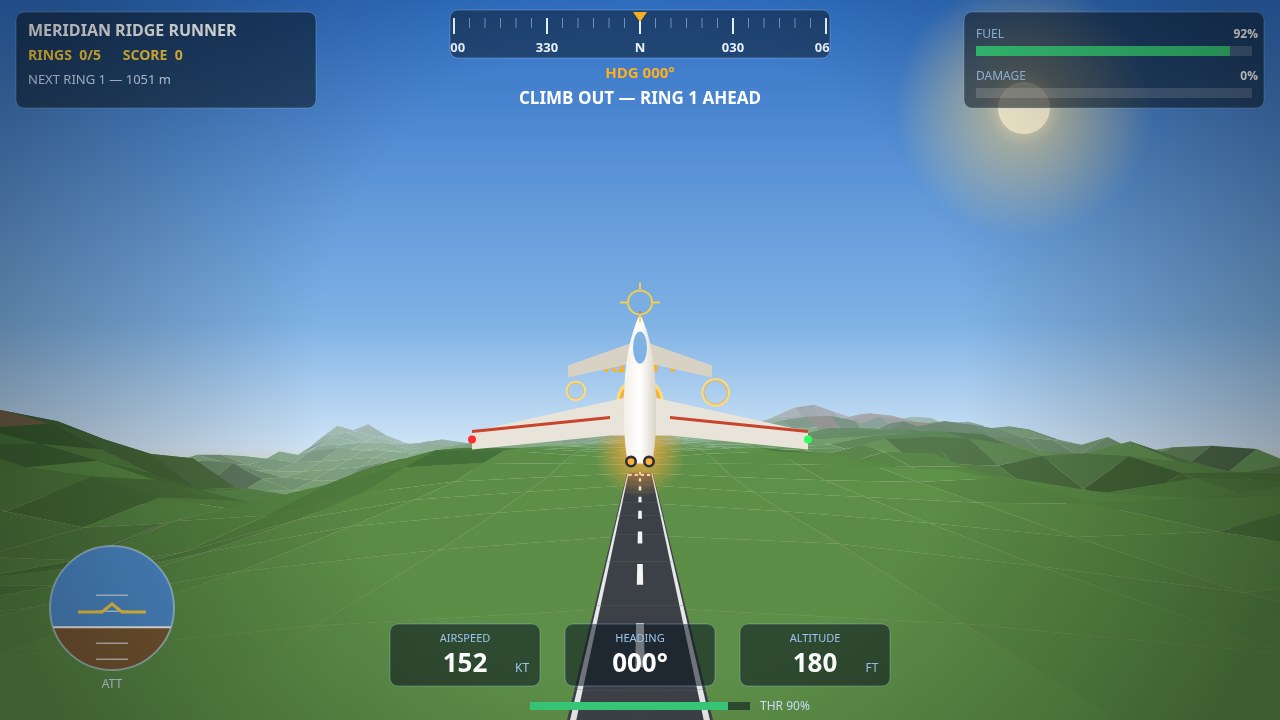 MERIDIAN RIDGE RUNNER
RINGS 0/5 SCORE 0
NEXT RING 1 — 1051 m
00 330 N 030 06
HDG 000°
CLIMB OUT — RING 1 AHEAD
FUEL 92%
DAMAGE 0%
ATT
AIRSPEED
152 KT
HEADING
000°
ALTITUDE
180 FT
THR 90%